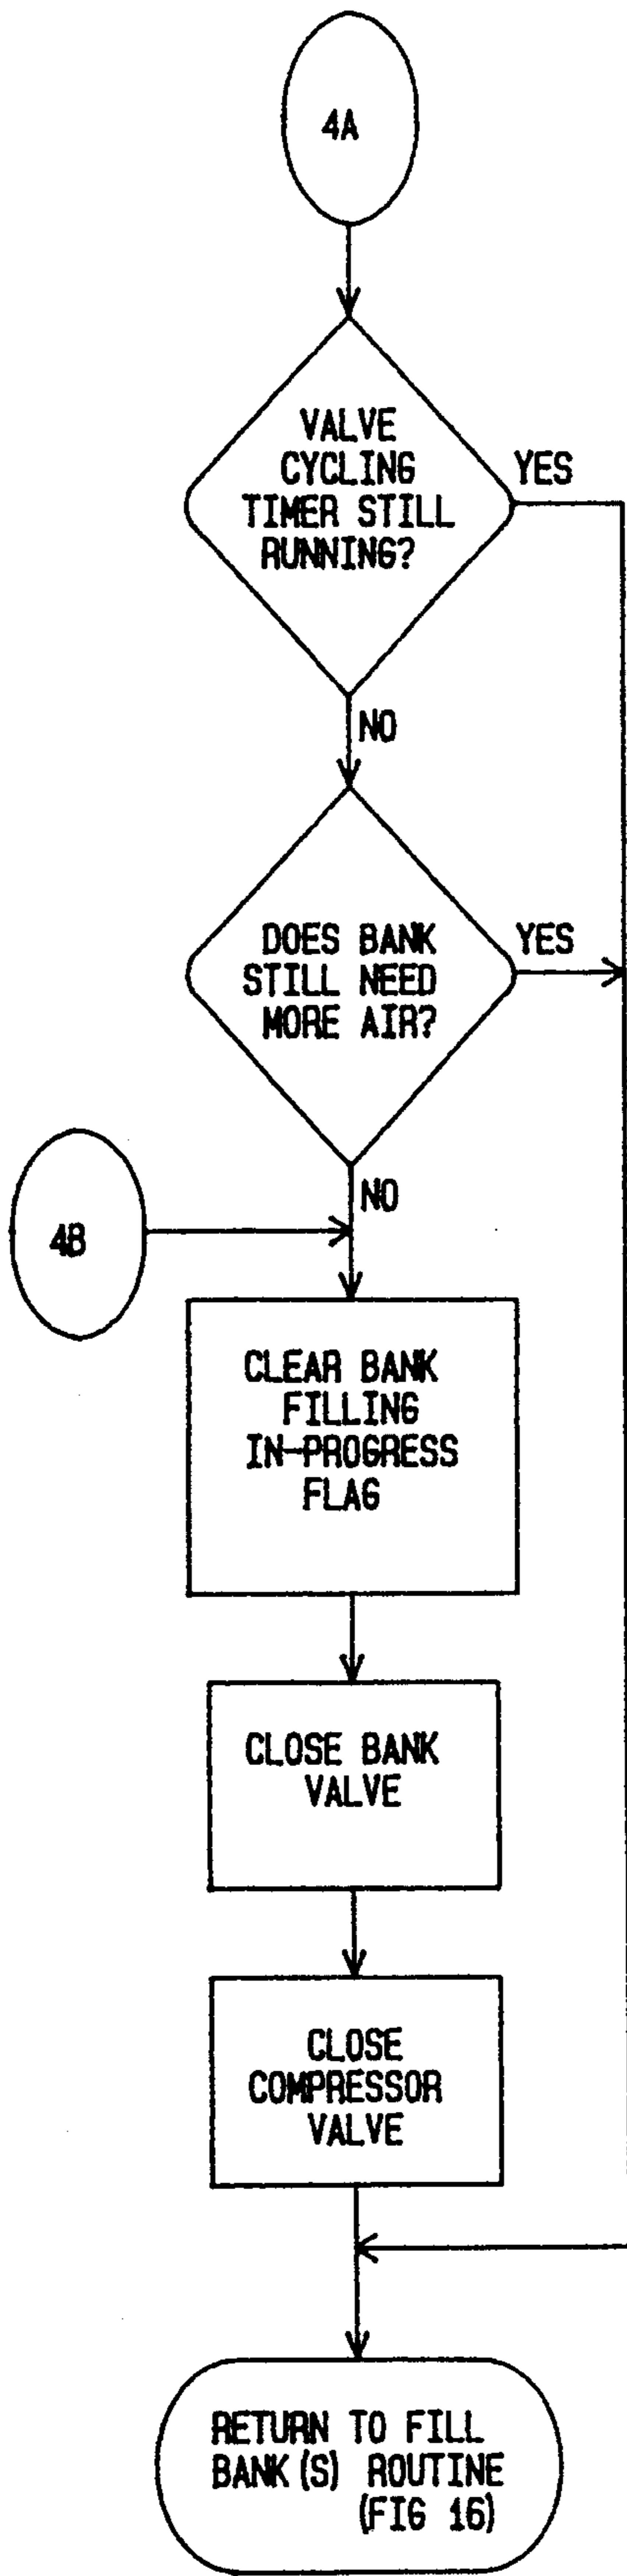 4A
VALVE
CYCLING
TIMER STILL
RUNNING?
YES
NO
DOES BANK
STILL NEED
MORE AIR?
YES
NO
4B
CLEAR BANK
FILLING
IN-PROGRESS
FLAG
CLOSE BANK
VALVE
CLOSE
COMPRESSOR
VALVE
RETURN TO FILL
BANK(S) ROUTINE
(FIG 16)